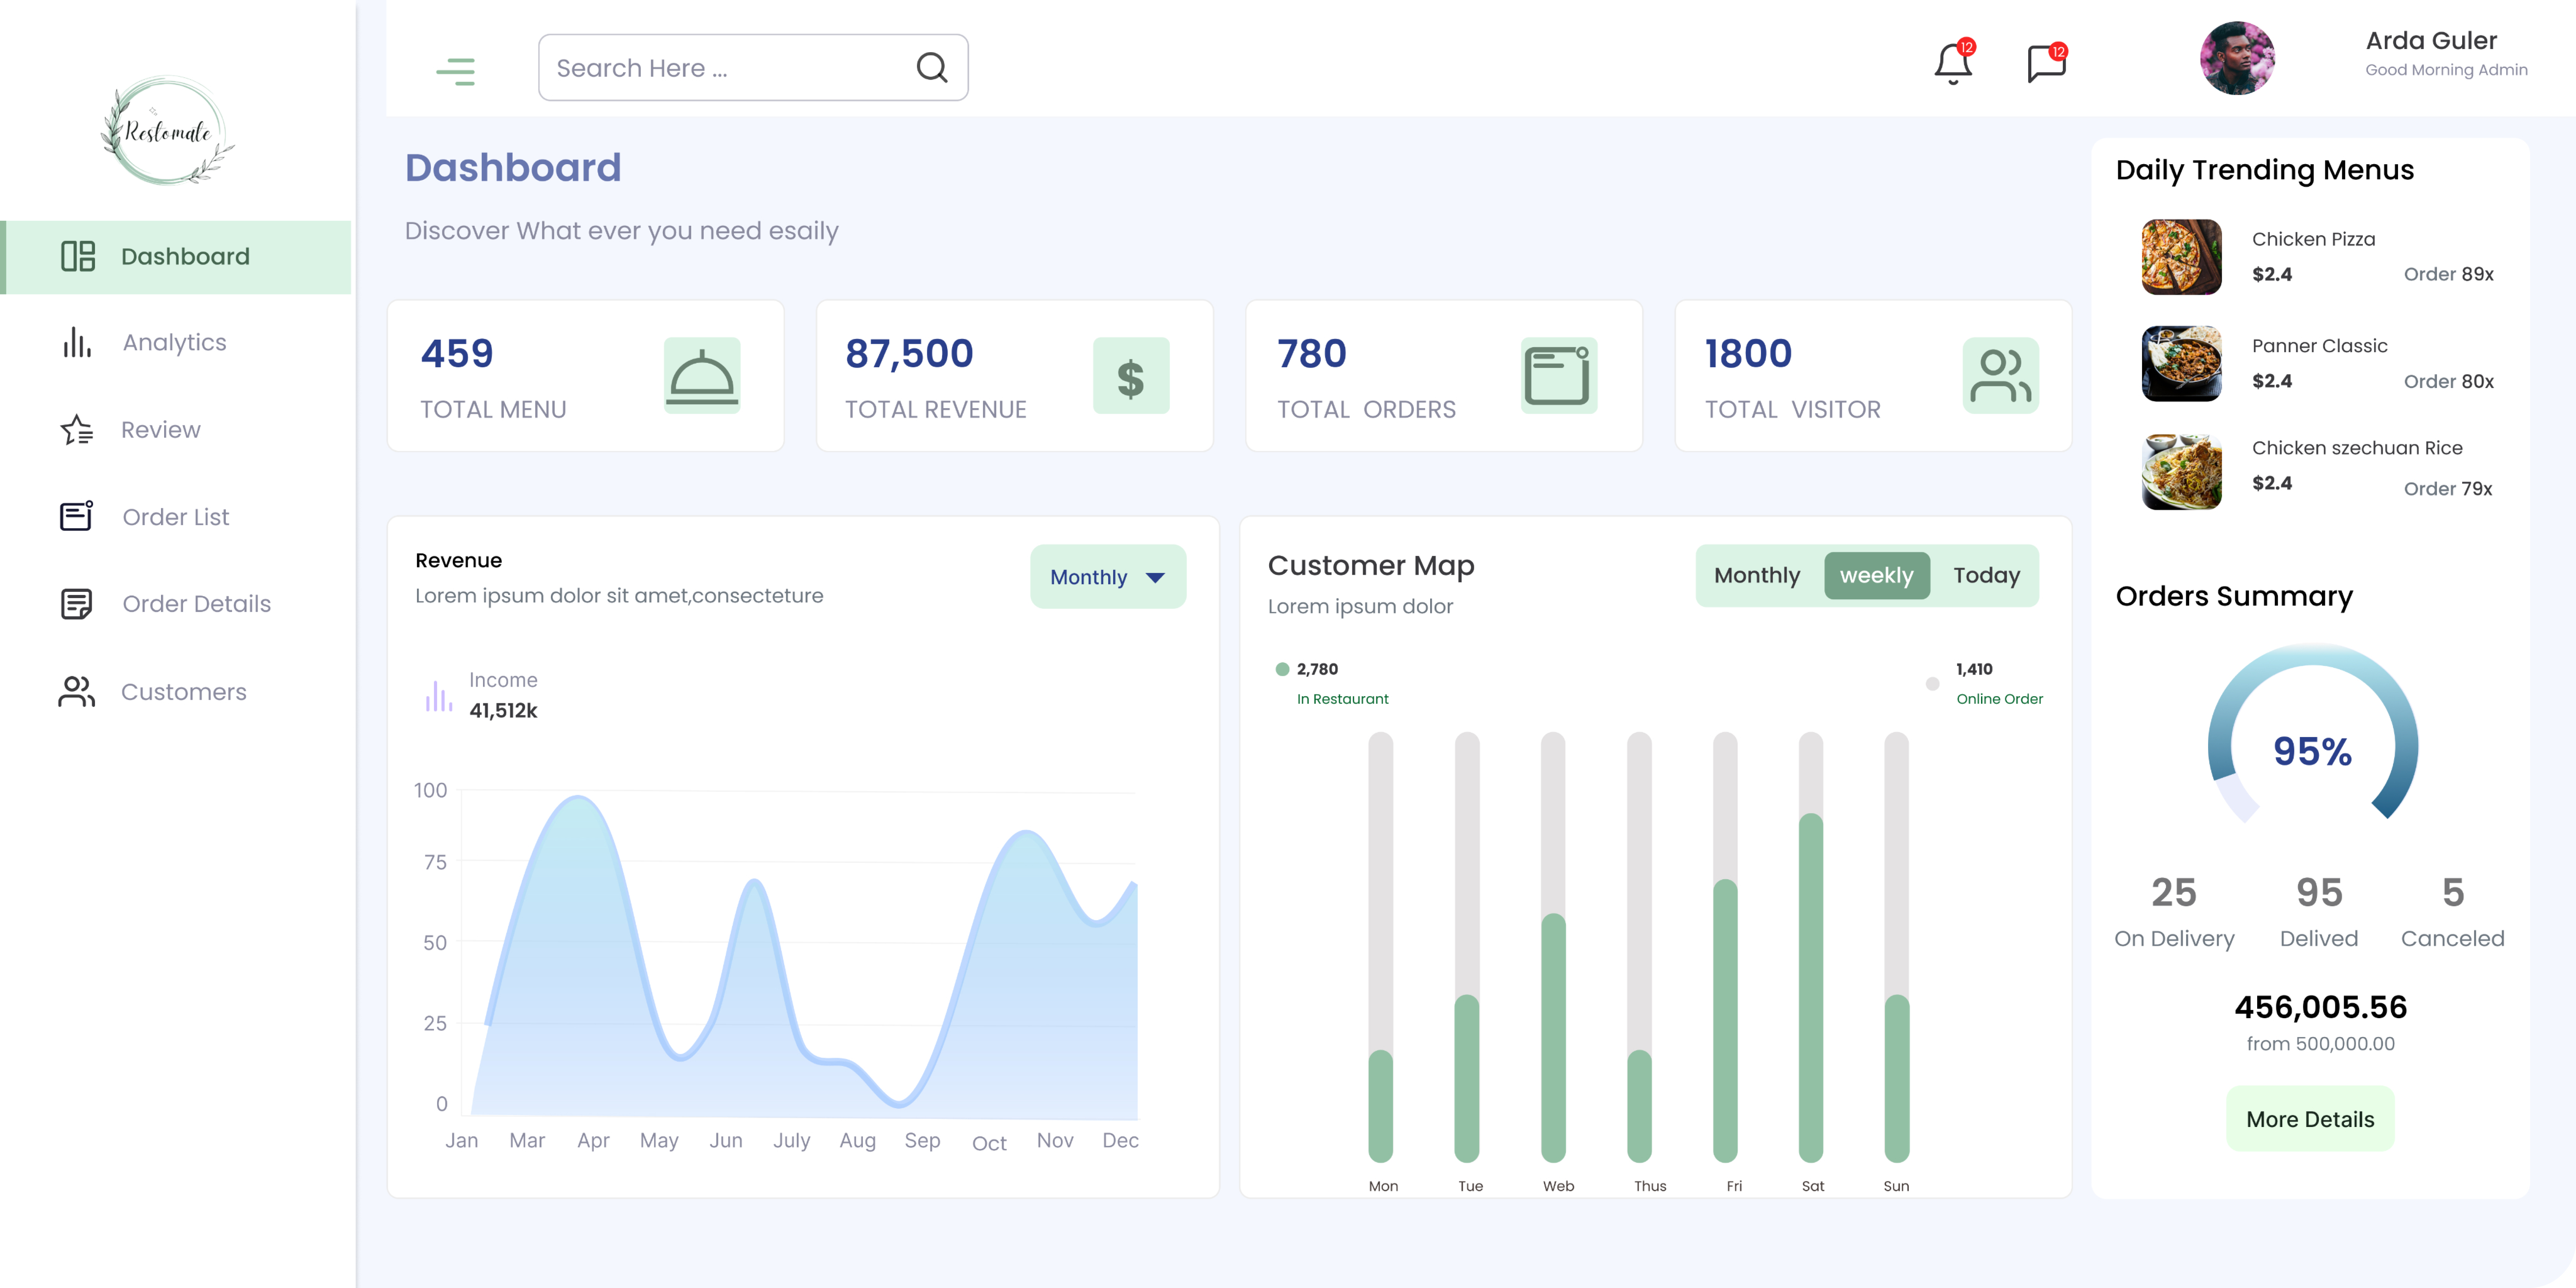 Restomate
Dashboard
Analytics
Review
Order List
Order Details
Customers
Search Here ...
12
12
Arda Guler
Good Morning Admin
Dashboard
Discover What ever you need esaily
459
TOTAL MENU
87,500
TOTAL REVENUE
$
780
TOTAL ORDERS
1800
TOTAL VISITOR
Revenue
Lorem ipsum dolor sit amet,consecteture
Monthly
Income
41,512k
100
75
50
25
0
Jan Mar Apr May Jun July Aug Sep Oct Nov Dec
Customer Map
Lorem ipsum dolor
Monthly weekly Today
2,780
In Restaurant
1,410
Online Order
Mon Tue Web Thus Fri Sat Sun
Daily Trending Menus
Chicken Pizza
$2.4 Order 89x
Panner Classic
$2.4 Order 80x
Chicken szechuan Rice
$2.4 Order 79x
Orders Summary
95%
25 95 5
On Delivery Delived Canceled
456,005.56
from 500,000.00
More Details